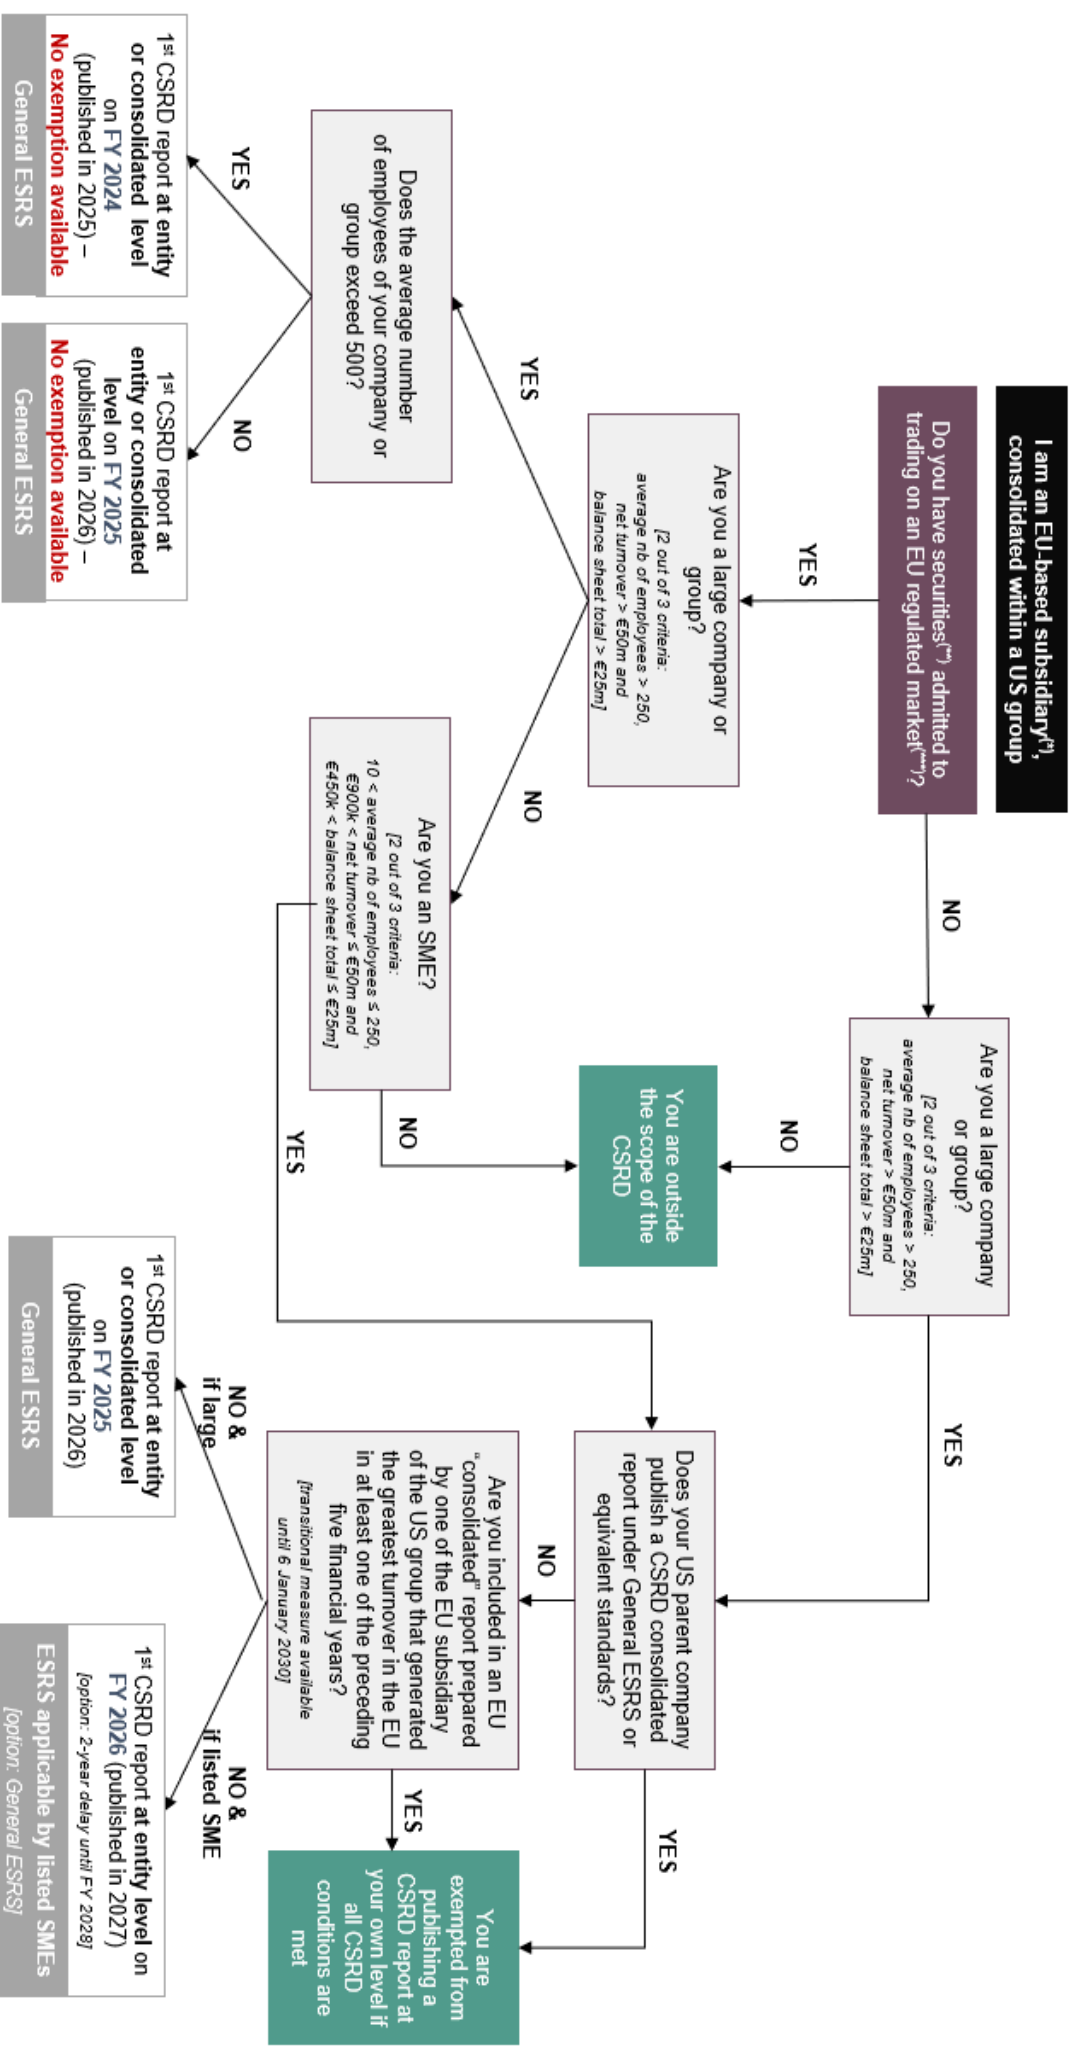 I am an EU-based subsidiary(*),
consolidated within a US group
Do you have securities(**) admitted to
trading on an EU regulated market(***)?
YES
NO
Are you a large company or
group?
[2 out of 3 criteria:
average nb of employees > 250,
net turnover > €50m and
balance sheet total > €25m]
Are you a large company
or group?
[2 out of 3 criteria:
average nb of employees > 250,
net turnover > €50m and
balance sheet total > €25m]
YES
NO
NO
YES
Does the average number
of employees of your company or
group exceed 500?
Are you an SME?
[2 out of 3 criteria:
10 < average nb of employees ≤ 250,
€900k < net turnover ≤ €50m and
€450k < balance sheet total ≤ €25m]
You are outside
the scope of the
CSRD
NO
YES
Does your US parent company
publish a CSRD consolidated
report under General ESRS or
equivalent standards?
NO
YES
Are you included in an EU
“consolidated” report prepared
by one of the EU subsidiary
of the US group that generated
the greatest turnover in the EU
in at least one of the preceding
five financial years?
[transitional measure available
until 6 January 2030]
YES
You are
exempted from
publishing a
CSRD report at
your own level if
all CSRD
conditions are
met
YES
NO
NO &
if large
NO &
if listed SME
1st CSRD report at entity
or consolidated level
on FY 2024
(published in 2025) –
No exemption available
General ESRS
1st CSRD report at
entity or consolidated
level on FY 2025
(published in 2026) –
No exemption available
General ESRS
1st CSRD report at entity
or consolidated level
on FY 2025
(published in 2026)
General ESRS
1st CSRD report at entity level on
FY 2026 (published in 2027)
[option: 2-year delay until FY 2028]
ESRS applicable by listed SMEs
[option: General ESRS]